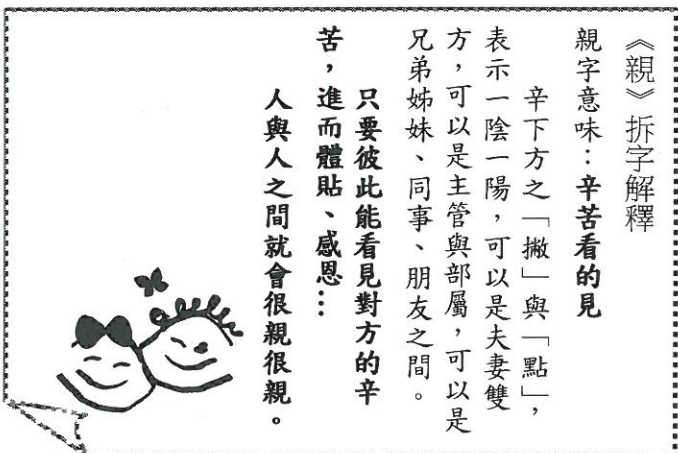 《親》拆字解釋
親字意味：辛苦看的見
辛下方之「撇」與「點」，
表示一陰一陽，可以是夫妻雙
方，可以是主管與部屬，可以是
兄弟姊妹、同事、朋友之間。
只要彼此能看見對方的辛
苦，進而體貼、感恩…
人與人之間就會很親很親。